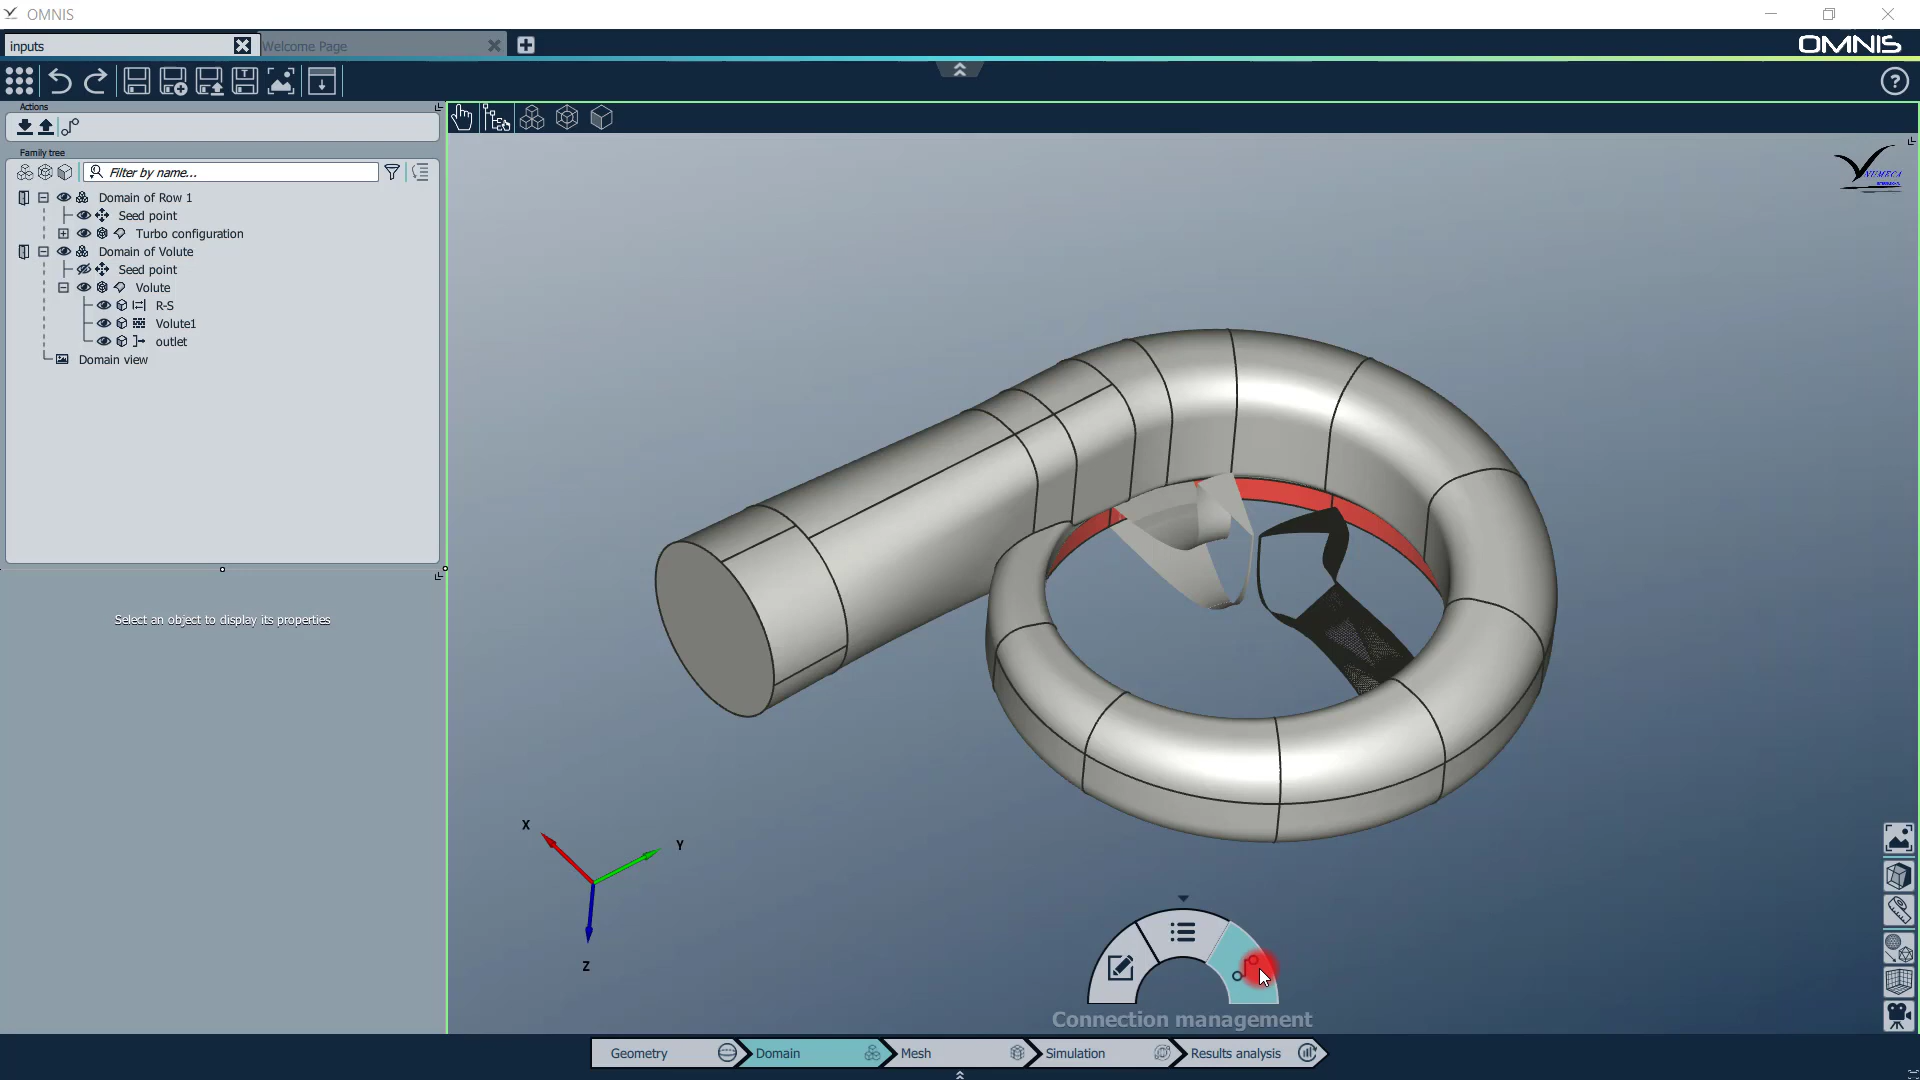 OMNIS
inputs
Welcome Page
OMNIS
Actions
Family tree
Filter by name...
Domain of Row 1
Seed point
Turbo configuration
Domain of Volute
Seed point
Volute
R-S
Volute1
outlet
Domain view
NUMECA
Select an object to display its properties
X
Y
Z
Connection management
Geometry
Domain
Mesh
Simulation
Results analysis